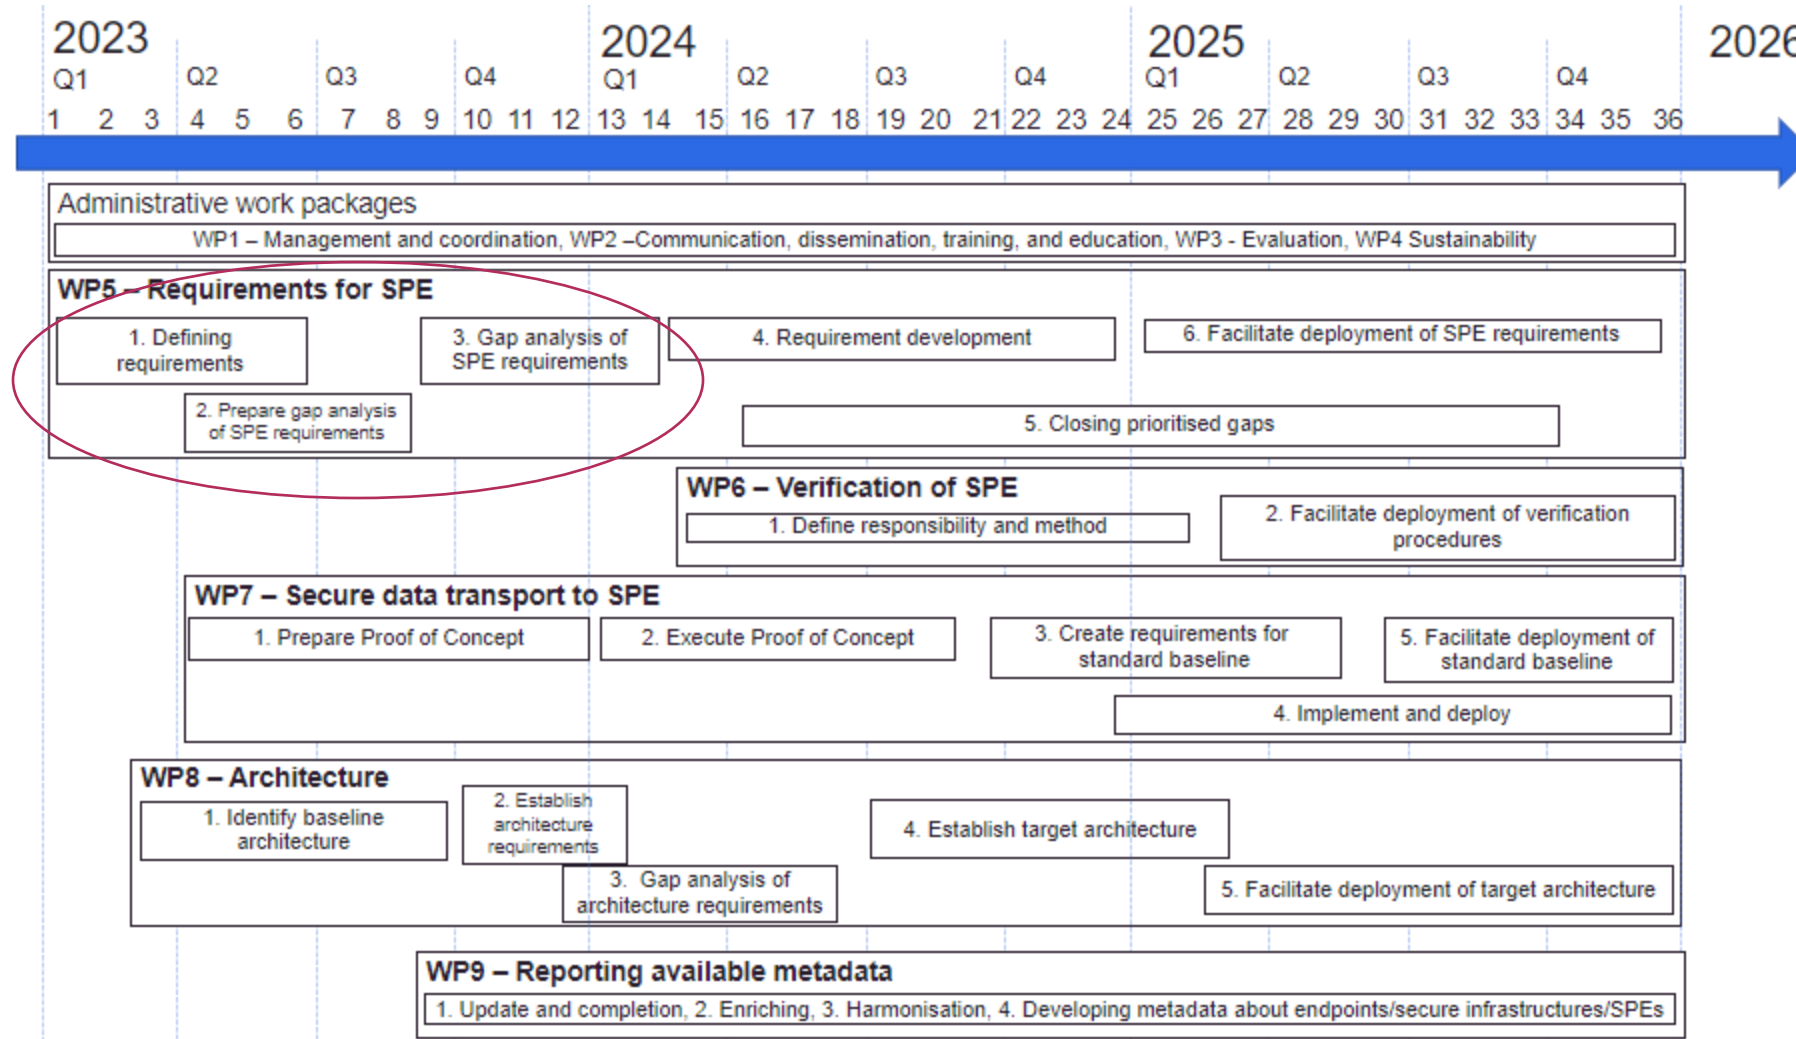 2023 2024 2025 2026
Q1 Q2 Q3 Q4 Q1 Q2 Q3 Q4 Q1 Q2 Q3 Q4
1 2 3 4 5 6 7 8 9 10 11 12 13 14 15 16 17 18 19 20 21 22 23 24 25 26 27 28 29 30 31 32 33 34 35 36
Administrative work packages
WP1 – Management and coordination, WP2 –Communication, dissemination, training, and education, WP3 - Evaluation, WP4 Sustainability
WP5 – Requirements for SPE
1. Defining
requirements
3. Gap analysis of
SPE requirements
4. Requirement development
6. Facilitate deployment of SPE requirements
2. Prepare gap analysis
of SPE requirements
5. Closing prioritised gaps
WP6 – Verification of SPE
1. Define responsibility and method
2. Facilitate deployment of verification
procedures
WP7 – Secure data transport to SPE
1. Prepare Proof of Concept
2. Execute Proof of Concept
3. Create requirements for
standard baseline
5. Facilitate deployment of
standard baseline
4. Implement and deploy
WP8 – Architecture
1. Identify baseline
architecture
2. Establish
architecture
requirements
4. Establish target architecture
3. Gap analysis of
architecture requirements
5. Facilitate deployment of target architecture
WP9 – Reporting available metadata
1. Update and completion, 2. Enriching, 3. Harmonisation, 4. Developing metadata about endpoints/secure infrastructures/SPEs